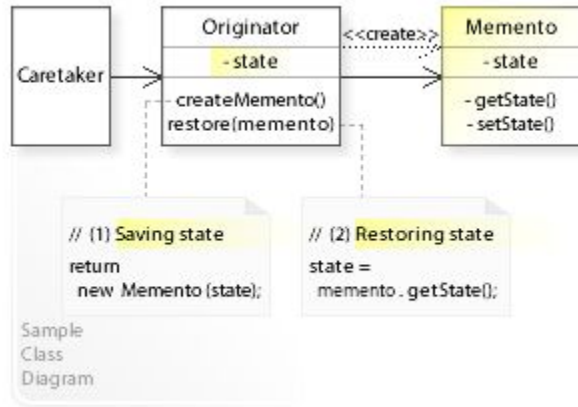 Caretaker
Originator
- state
createMemento()
restore(memento)
<<create>>
Memento
- state
- getState()
- setState()
// (1) Saving state
return
new Memento (state);
// (2) Restoring state
state =
memento . getState();
Sample
Class
Diagram